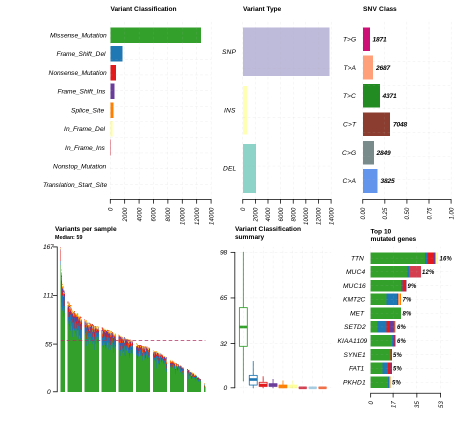 Variant Classification
Missense_Mutation
Frame_Shift_Del
Nonsense_Mutation
Frame_Shift_Ins
Splice_Site
In_Frame_Del
In_Frame_Ins
Nonstop_Mutation
Translation_Start_Site
0
2000
4000
6000
8000
10000
12000
14000
Variant Type
SNP
INS
DEL
0
2000
4000
6000
8000
10000
12000
14000
SNV Class
T>G 1871
T>A 2687
T>C 4371
C>T 7048
C>G 2849
C>A 3825
0.00
0.25
0.50
0.75
1.00
Variants per sample
Median: 59
167
112
55
0
Variant Classification
summary
98
65
32
0
Top 10
mutated genes
TTN 16%
MUC4 12%
MUC16 9%
KMT2C 7%
MET 8%
SETD2 6%
KIAA1109 6%
SYNE1 5%
FAT1 5%
PKHD1 5%
0
17
35
53